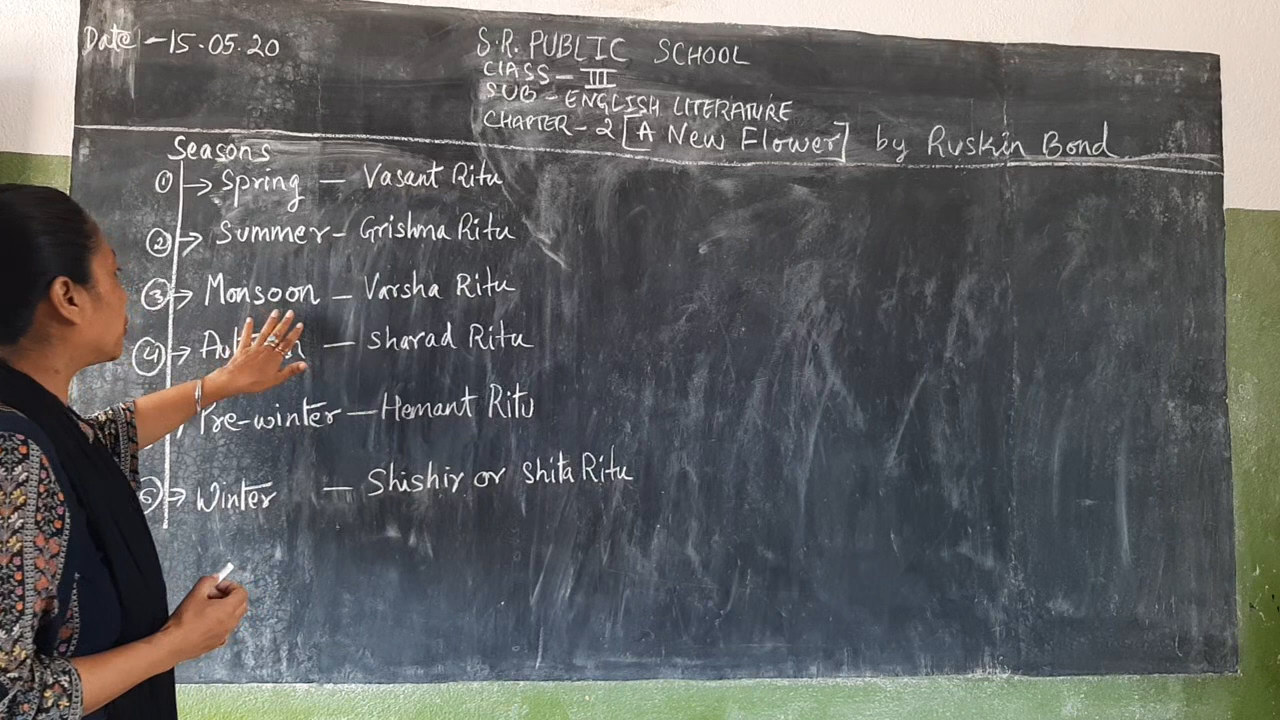 Date - 15.05.20
S.R. PUBLIC SCHOOL
CLASS - III
SUB - ENGLISH LITERATURE
CHAPTER - 2 [A New Flower] by Ruskin Bond
Seasons
① → Spring - Vasant Ritu
② → Summer - Grishma Ritu
③ → Monsoon - Varsha Ritu
④ → - Sharad Ritu
Pre-winter - Hemant Ritu
⑥ → Winter - Shishir or Shita Ritu